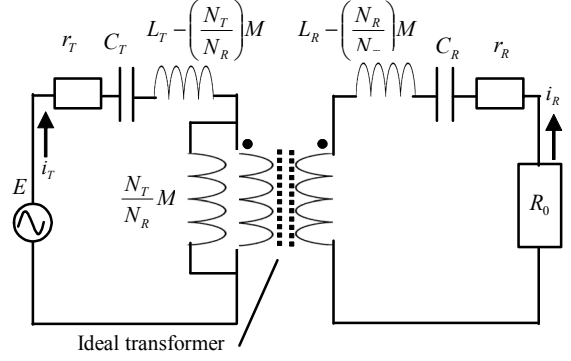 r_T
C_T
L_T − (N_T / N_R) M
L_R − (N_R / N_–) M
C_R
r_R
i_T
i_R
E
N_T / N_R M
R_0
Ideal transformer